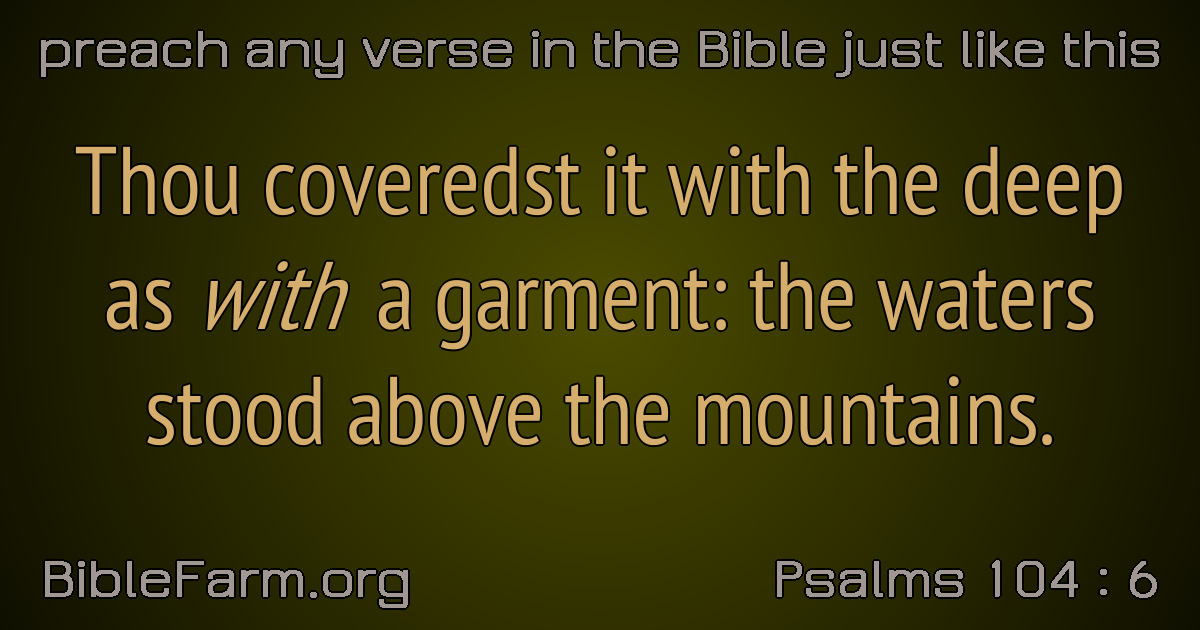 preach any verse in the Bible just like this
Thou coveredst it with the deep
as with a garment: the waters
stood above the mountains.
BibleFarm.org
Psalms 104 : 6